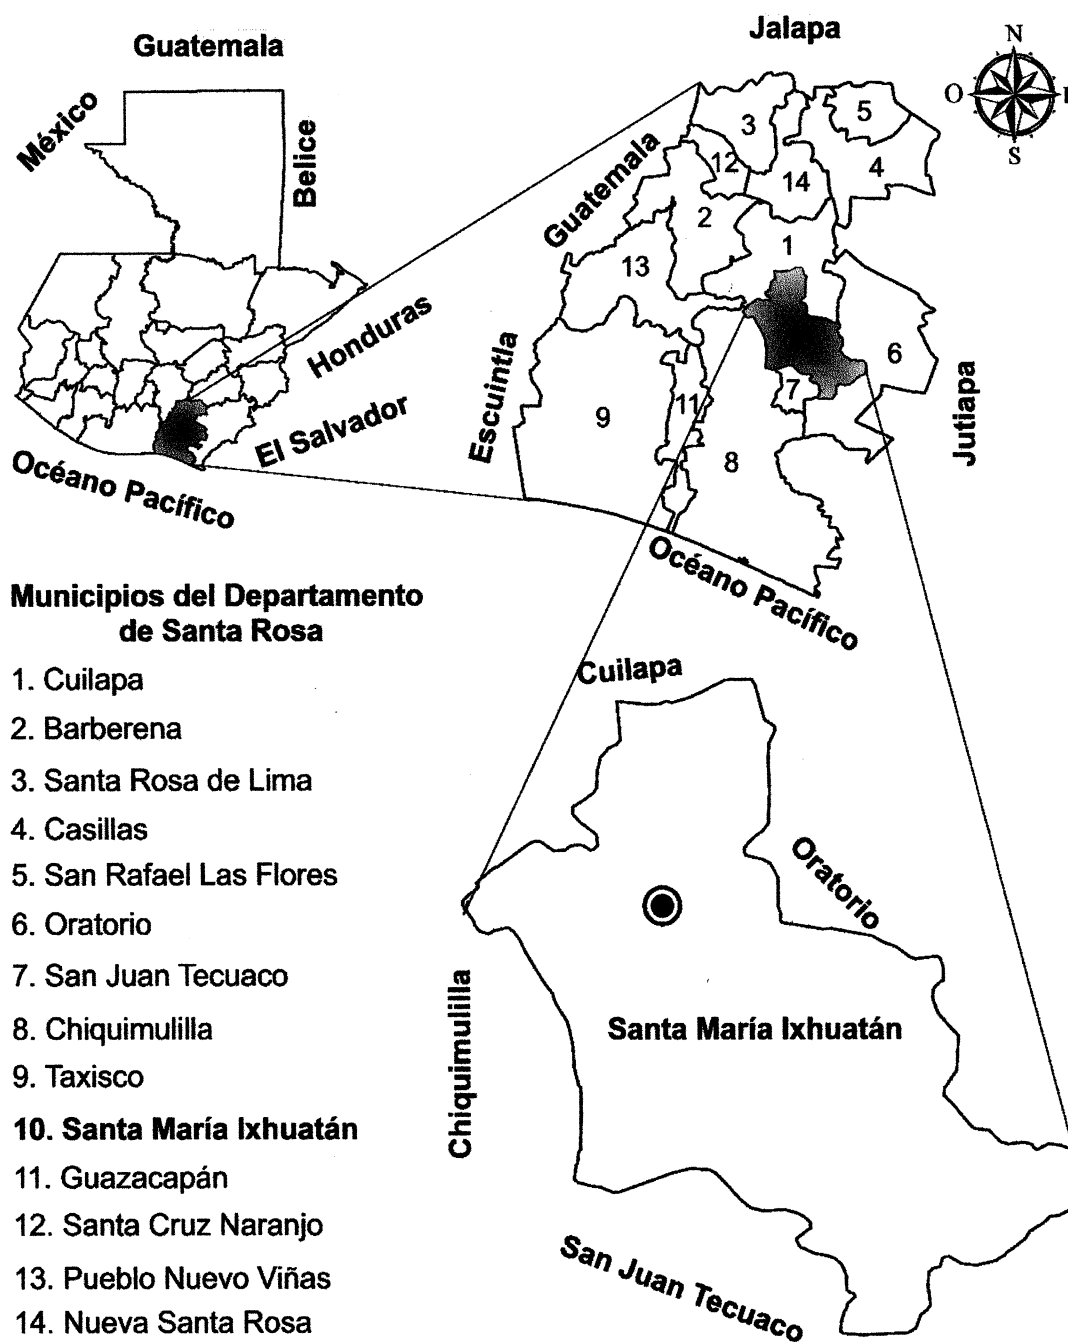 Guatemala
México
Belice
Honduras
El Salvador
Océano Pacífico
Jalapa
N
O
E
S
Guatemala
Escuintla
Jutiapa
Océano Pacífico
3
5
12
14
4
2
1
13
6
7
9
11
8
Municipios del Departamento
de Santa Rosa
1. Cuilapa
2. Barberena
3. Santa Rosa de Lima
4. Casillas
5. San Rafael Las Flores
6. Oratorio
7. San Juan Tecuaco
8. Chiquimulilla
9. Taxisco
10. Santa María Ixhuatán
11. Guazacapán
12. Santa Cruz Naranjo
13. Pueblo Nuevo Viñas
14. Nueva Santa Rosa
Cuilapa
Oratorio
Chiquimulilla
Santa María Ixhuatán
San Juan Tecuaco